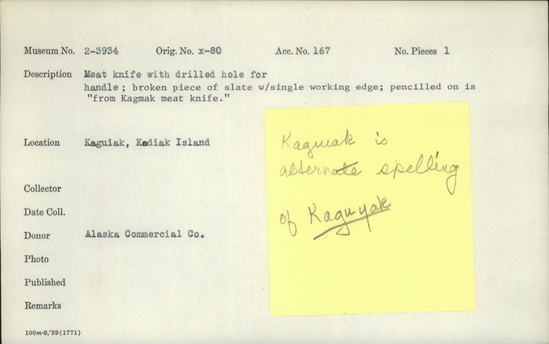 Museum No. 2-3934 Orig. No. x-80 Acc. No. 167 No. Pieces 1
Description Meat knife with drilled hole for
handle; broken piece of slate w/single working edge; pencilled on is
"from Kagmak meat knife."
Location Kaguiak, Kodiak Island
Collector
Date Coll.
Donor Alaska Commercial Co.
Photo
Published
Remarks
100m-9,'39(1771)
Kaguiak is
alternate spelling
of Kaguyak